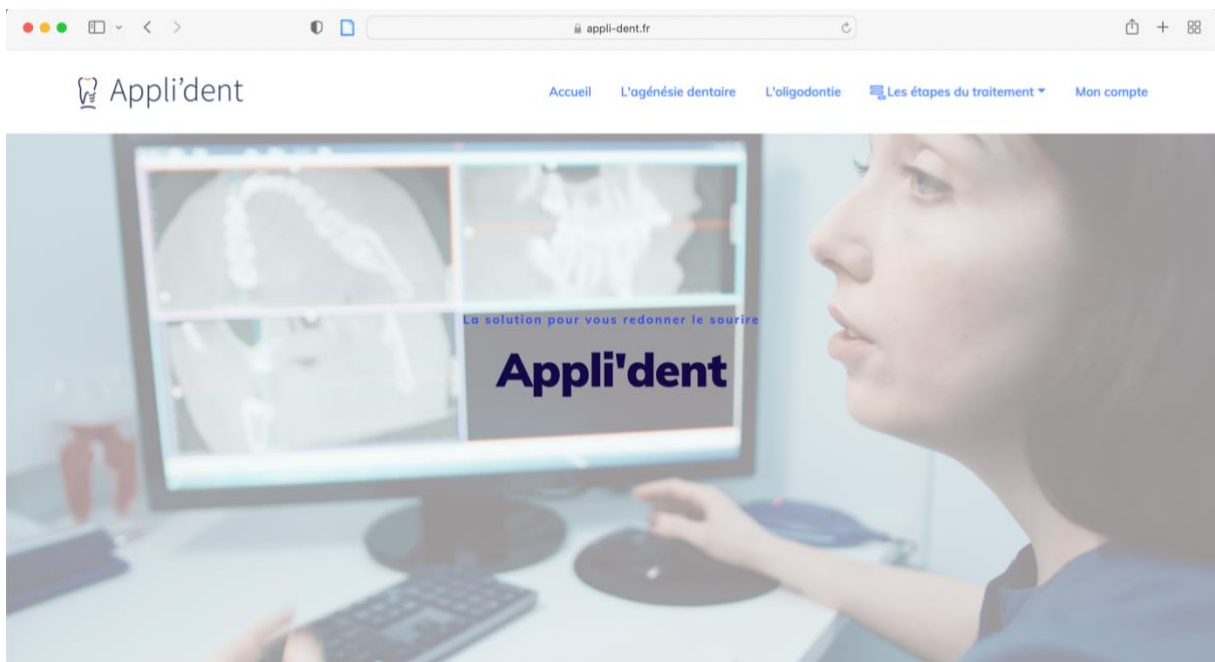 appli-dent.fr
Appli'dent
Accueil L'agénésie dentaire L'oligodontie Les étapes du traitement Mon compte
La solution pour vous redonner le sourire
Appli'dent